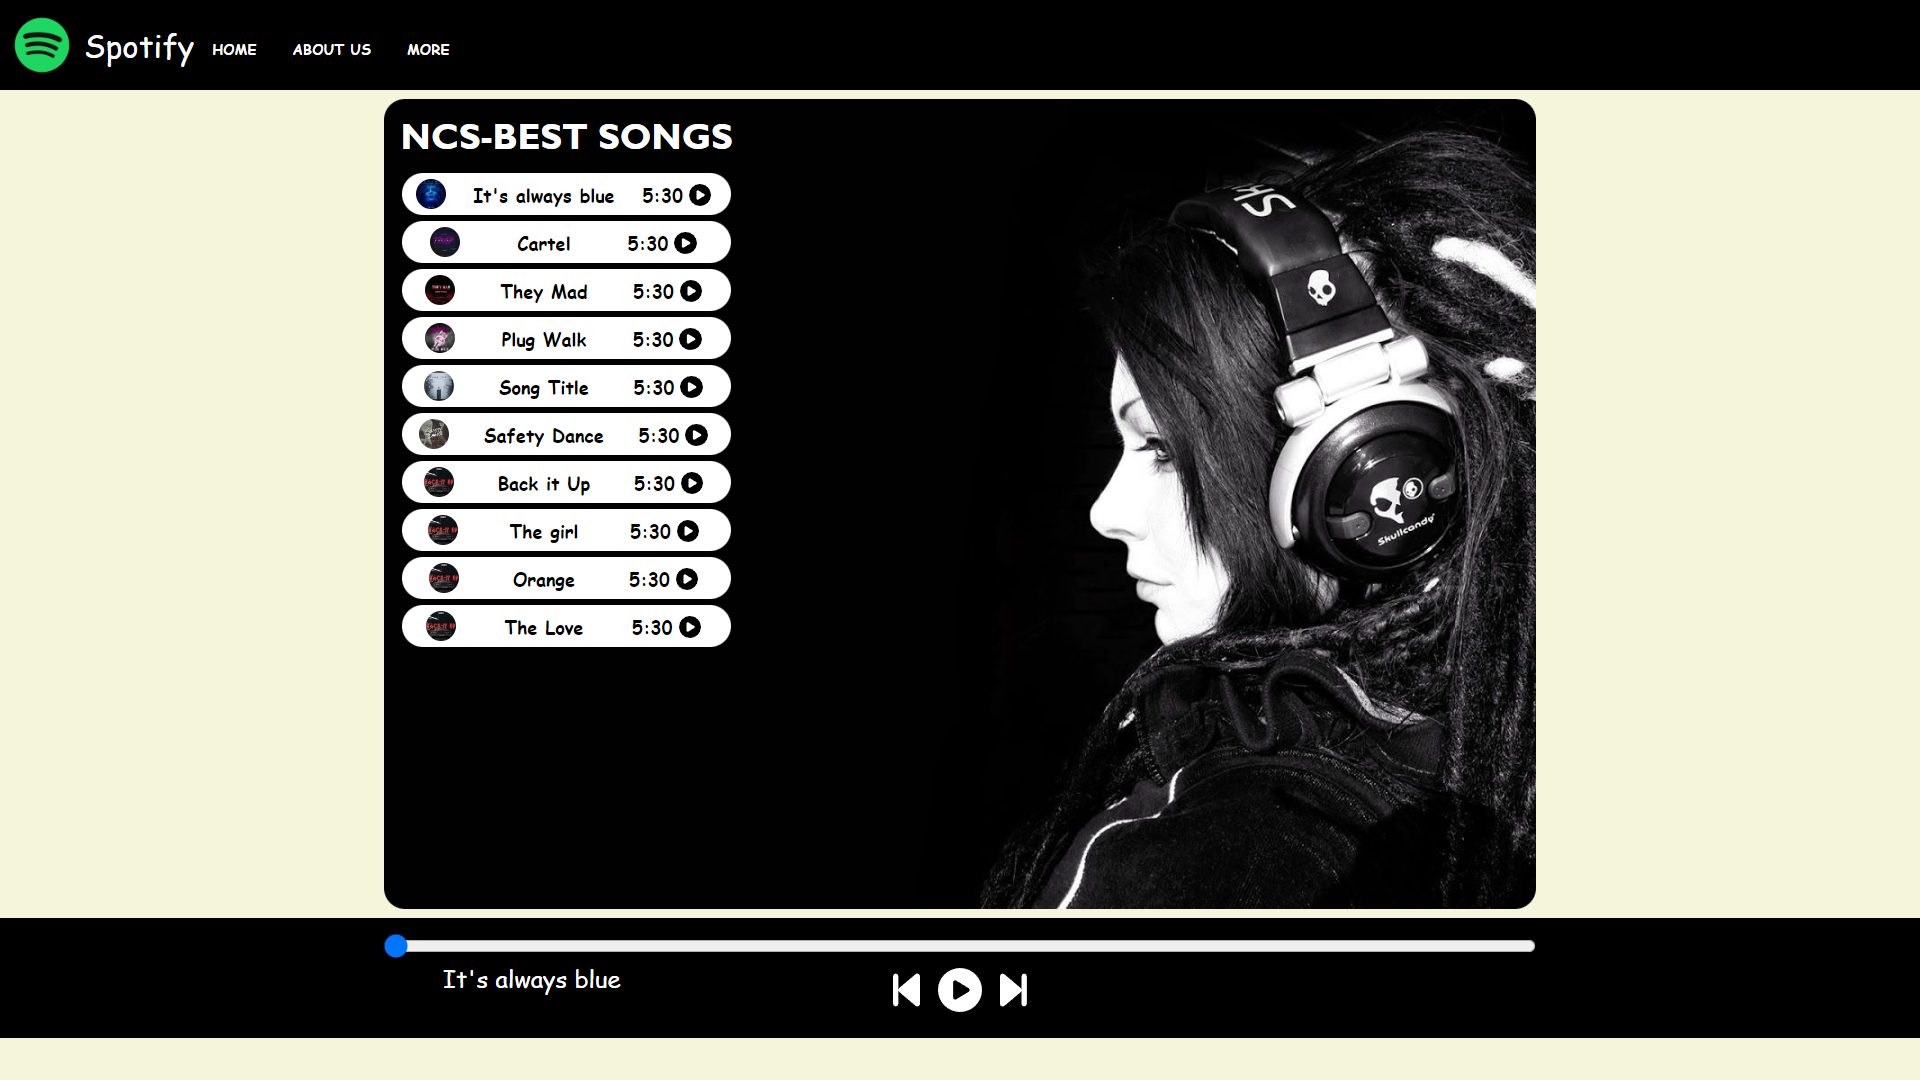 Spotify HOME ABOUT US MORE
NCS-BEST SONGS
It's always blue 5:30
Cartel 5:30
They Mad 5:30
Plug Walk 5:30
Song Title 5:30
Safety Dance 5:30
Back it Up 5:30
The girl 5:30
Orange 5:30
The Love 5:30
Skullcandy
It's always blue